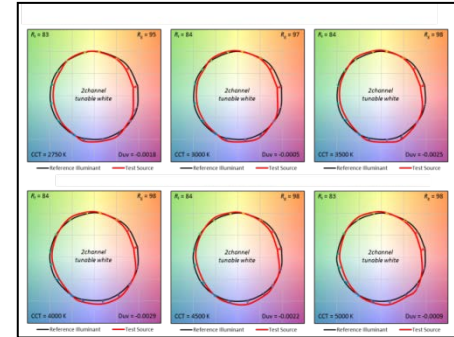 Rf = 83 Rg = 95
2channel
tunable white
CCT = 2750 K Duv = -0.0018
Reference Illuminant Test Source
Rf = 84 Rg = 97
2channel
tunable white
CCT = 3000 K Duv = -0.0005
Reference Illuminant Test Source
Rf = 84 Rg = 98
2channel
tunable white
CCT = 3500 K Duv = -0.0025
Reference Illuminant Test Source
Rf = 84 Rg = 98
2channel
tunable white
CCT = 4000 K Duv = -0.0029
Reference Illuminant Test Source
Rf = 84 Rg = 98
2channel
tunable white
CCT = 4500 K Duv = -0.0022
Reference Illuminant Test Source
Rf = 83 Rg = 98
2channel
tunable white
CCT = 5000 K Duv = -0.0009
Reference Illuminant Test Source